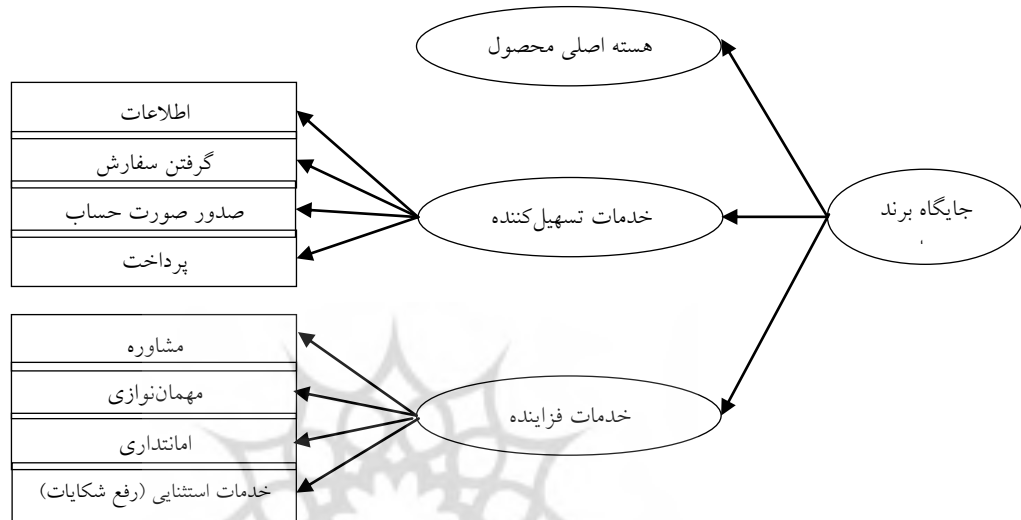 هسته اصلی محصول
اطلاعات
گرفتن سفارش
صدور صورت حساب
پرداخت
خدمات تسهیل‌کننده
جایگاه برند
مشاوره
مهمان‌نوازی
امانتداری
خدمات استثنایی (رفع شکایات)
خدمات فزاینده